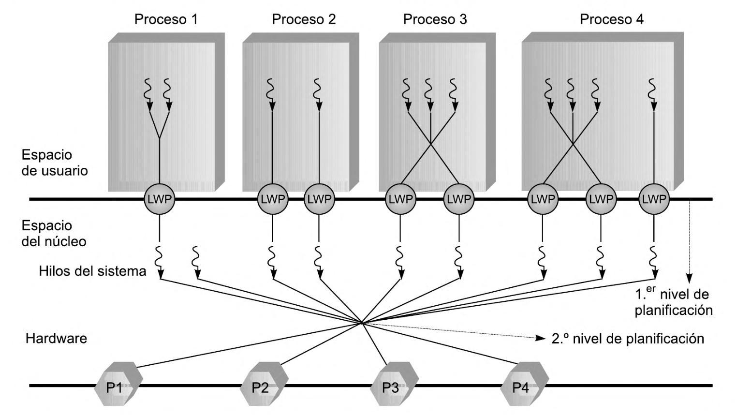 Proceso 1
Proceso 2
Proceso 3
Proceso 4
Espacio
de usuario
LWP
LWP
LWP
LWP
LWP
LWP
LWP
LWP
Espacio
del núcleo
Hilos del sistema
1.er nivel de
planificación
2.º nivel de planificación
Hardware
P1
P2
P3
P4